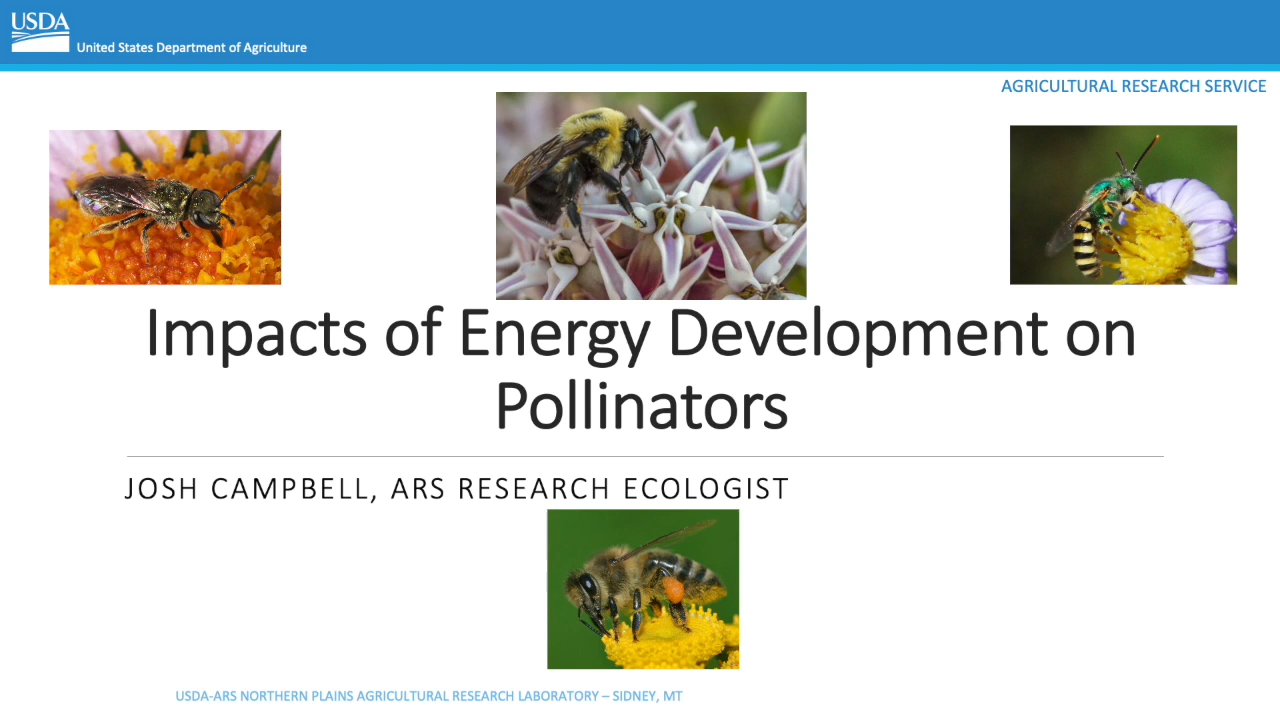 USDA
United States Department of Agriculture
AGRICULTURAL RESEARCH SERVICE
Impacts of Energy Development on
Pollinators
JOSH CAMPBELL, ARS RESEARCH ECOLOGIST
USDA-ARS NORTHERN PLAINS AGRICULTURAL RESEARCH LABORATORY – SIDNEY, MT